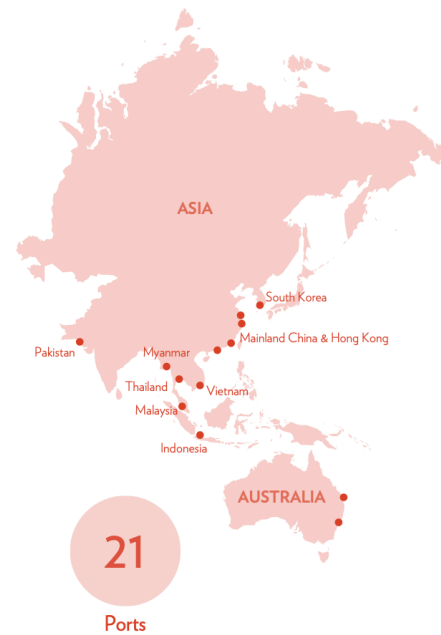 ASIA
South Korea
Mainland China & Hong Kong
Pakistan
Myanmar
Thailand
Vietnam
Malaysia
Indonesia
AUSTRALIA
21
Ports